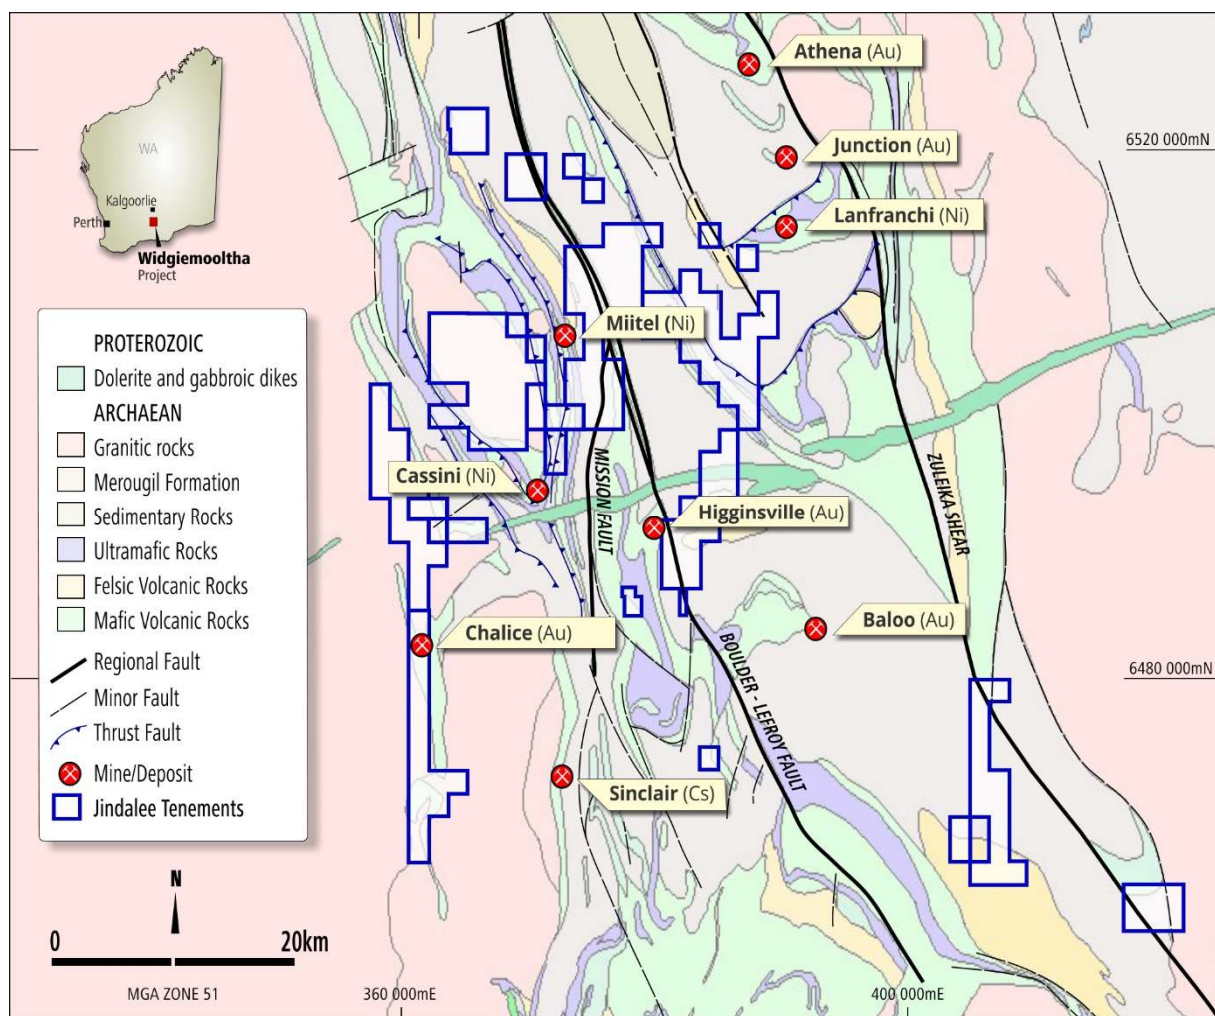 Athena (Au)
WA
Kalgoorlie
Perth
Widgiemooltha
Project
Junction (Au)
6520 000mN
Lanfranchi (Ni)
Miitel (Ni)
PROTEROZOIC
Dolerite and gabbroic dikes
ARCHAEAN
Granitic rocks
Merougil Formation
Sedimentary Rocks
Ultramafic Rocks
Felsic Volcanic Rocks
Mafic Volcanic Rocks
Regional Fault
Minor Fault
Thrust Fault
Mine/Deposit
Jindalee Tenements
Cassini (Ni)
MISSION FAULT
ZULEIKA SHEAR
Higginsville (Au)
Chalice (Au)
Baloo (Au)
BOULDER - LEFROY FAULT
6480 000mN
Sinclair (Cs)
N
0 20km
MGA ZONE 51
360 000mE
400 000mE